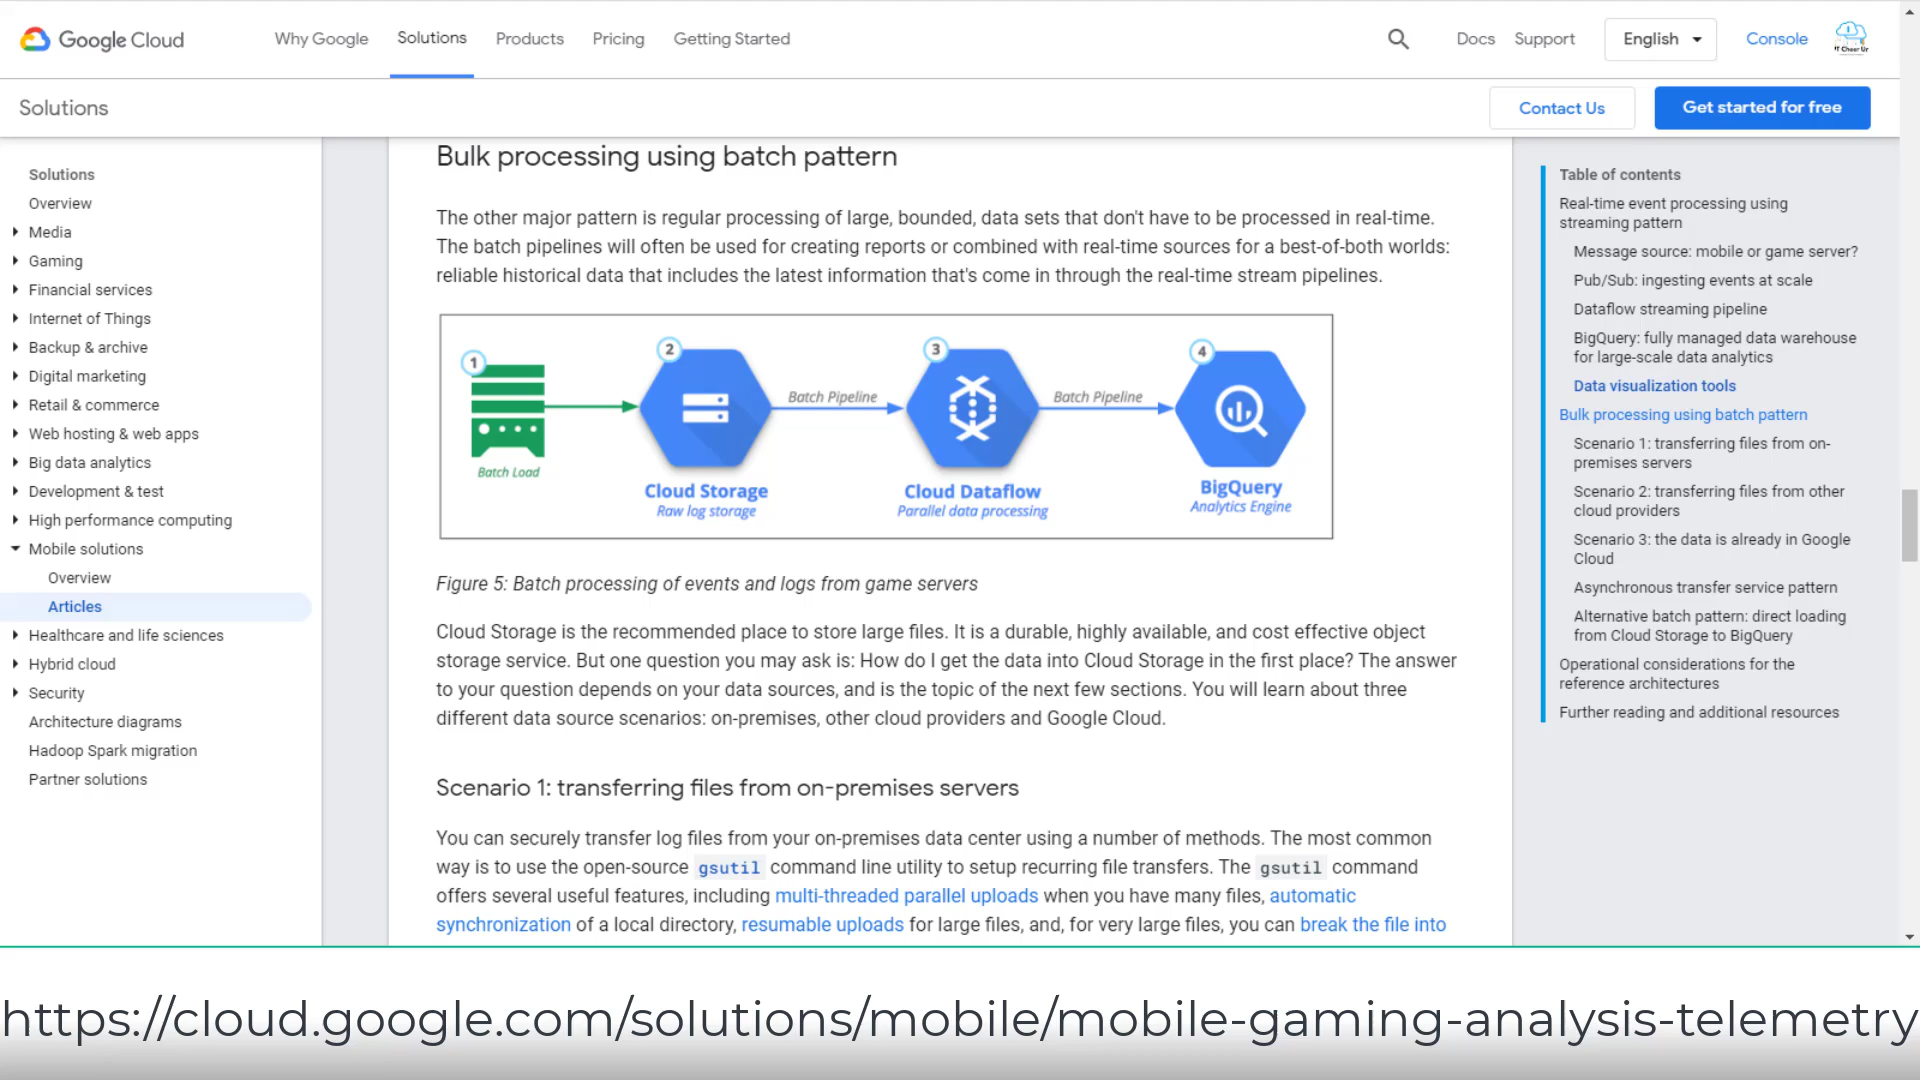 Google Cloud
Why Google
Solutions
Products
Pricing
Getting Started
Docs
Support
English
Console
IT Cheer Up
Solutions
Contact Us
Get started for free
Solutions
Overview
Media
Gaming
Financial services
Internet of Things
Backup & archive
Digital marketing
Retail & commerce
Web hosting & web apps
Big data analytics
Development & test
High performance computing
Mobile solutions
Overview
Articles
Healthcare and life sciences
Hybrid cloud
Security
Architecture diagrams
Hadoop Spark migration
Partner solutions
Bulk processing using batch pattern
The other major pattern is regular processing of large, bounded, data sets that don't have to be processed in real-time.
The batch pipelines will often be used for creating reports or combined with real-time sources for a best-of-both worlds:
reliable historical data that includes the latest information that's come in through the real-time stream pipelines.
1
2
3
4
Batch Pipeline
Batch Pipeline
Batch Load
Cloud Storage
Raw log storage
Cloud Dataflow
Parallel data processing
BigQuery
Analytics Engine
Figure 5: Batch processing of events and logs from game servers
Cloud Storage is the recommended place to store large files. It is a durable, highly available, and cost effective object
storage service. But one question you may ask is: How do I get the data into Cloud Storage in the first place? The answer
to your question depends on your data sources, and is the topic of the next few sections. You will learn about three
different data source scenarios: on-premises, other cloud providers and Google Cloud.
Scenario 1: transferring files from on-premises servers
You can securely transfer log files from your on-premises data center using a number of methods. The most common
way is to use the open-source gsutil command line utility to setup recurring file transfers. The gsutil command
offers several useful features, including multi-threaded parallel uploads when you have many files, automatic
synchronization of a local directory, resumable uploads for large files, and, for very large files, you can break the file into
Table of contents
Real-time event processing using
streaming pattern
Message source: mobile or game server?
Pub/Sub: ingesting events at scale
Dataflow streaming pipeline
BigQuery: fully managed data warehouse
for large-scale data analytics
Data visualization tools
Bulk processing using batch pattern
Scenario 1: transferring files from on-
premises servers
Scenario 2: transferring files from other
cloud providers
Scenario 3: the data is already in Google
Cloud
Asynchronous transfer service pattern
Alternative batch pattern: direct loading
from Cloud Storage to BigQuery
Operational considerations for the
reference architectures
Further reading and additional resources
https://cloud.google.com/solutions/mobile/mobile-gaming-analysis-telemetry